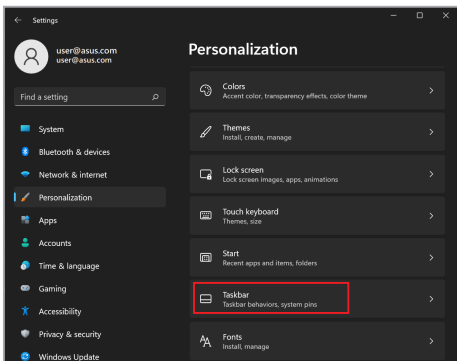 Settings
user@asus.com
user@asus.com
Find a setting
System
Bluetooth & devices
Network & internet
Personalization
Apps
Accounts
Time & language
Gaming
Accessibility
Privacy & security
Windows Update
Personalization
Colors
Accent color, transparency effects, color theme
Themes
Install, create, manage
Lock screen
Lock screen images, apps, animations
Touch keyboard
Themes, size
Start
Recent apps and items, folders
Taskbar
Taskbar behaviors, system pins
Fonts
Install, manage